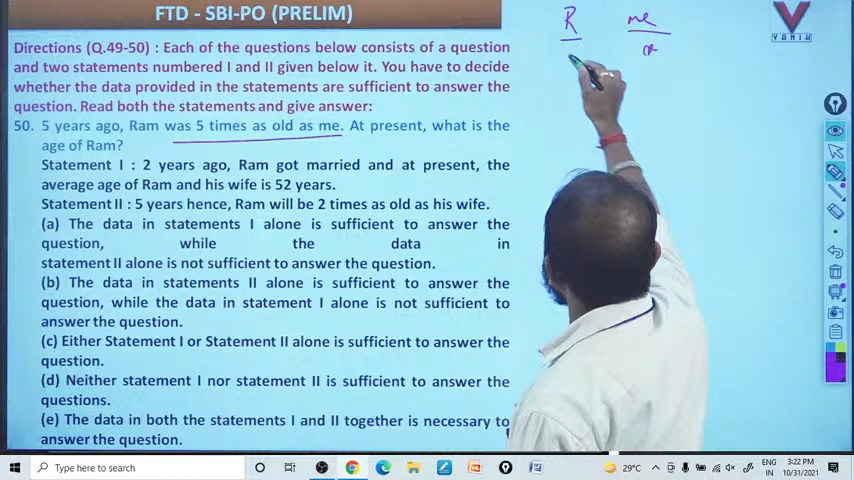 FTD - SBI-PO (PRELIM)
R me
x
VANIK
Directions (Q.49-50) : Each of the questions below consists of a question
and two statements numbered I and II given below it. You have to decide
whether the data provided in the statements are sufficient to answer the
question. Read both the statements and give answer:
50. 5 years ago, Ram was 5 times as old as me. At present, what is the
age of Ram?
Statement I : 2 years ago, Ram got married and at present, the
average age of Ram and his wife is 52 years.
Statement II : 5 years hence, Ram will be 2 times as old as his wife.
(a) The data in statements I alone is sufficient to answer the
question, while the data in
statement II alone is not sufficient to answer the question.
(b) The data in statements II alone is sufficient to answer the
question, while the data in statement I alone is not sufficient to
answer the question.
(c) Either Statement I or Statement II alone is sufficient to answer the
question.
(d) Neither statement I nor statement II is sufficient to answer the
questions.
(e) The data in both the statements I and II together is necessary to
answer the question.
Type here to search
29°C
ENG
IN
3:22 PM
10/31/2021